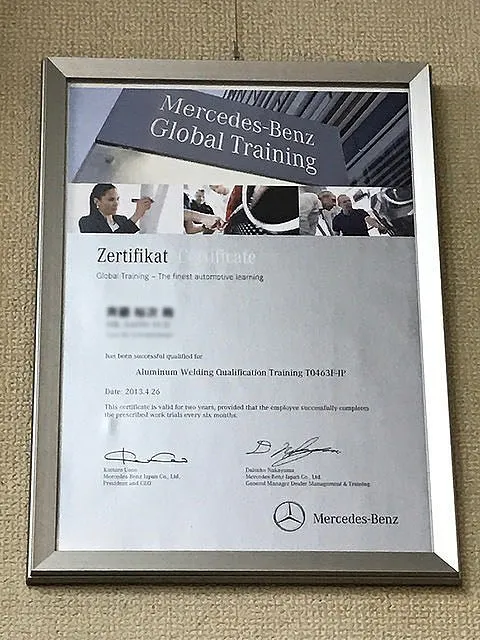 Mercedes-Benz
Global Training
Zertifikat Certificate
Global Training – The finest automotive learning
has been successful qualified for
Aluminum Welding Qualification Training T0463F-JP
Date: 2013.4.26
This certificate is valid for two years, provided that the employee successfully completes
the prescribed work trials every six months.
Kintaro Ueno
Mercedes-Benz Japan Co., Ltd.
President and CEO
Daisuke Nakayama
Mercedes-Benz Japan Co., Ltd.
General Manager Dealer Management & Training
Mercedes-Benz